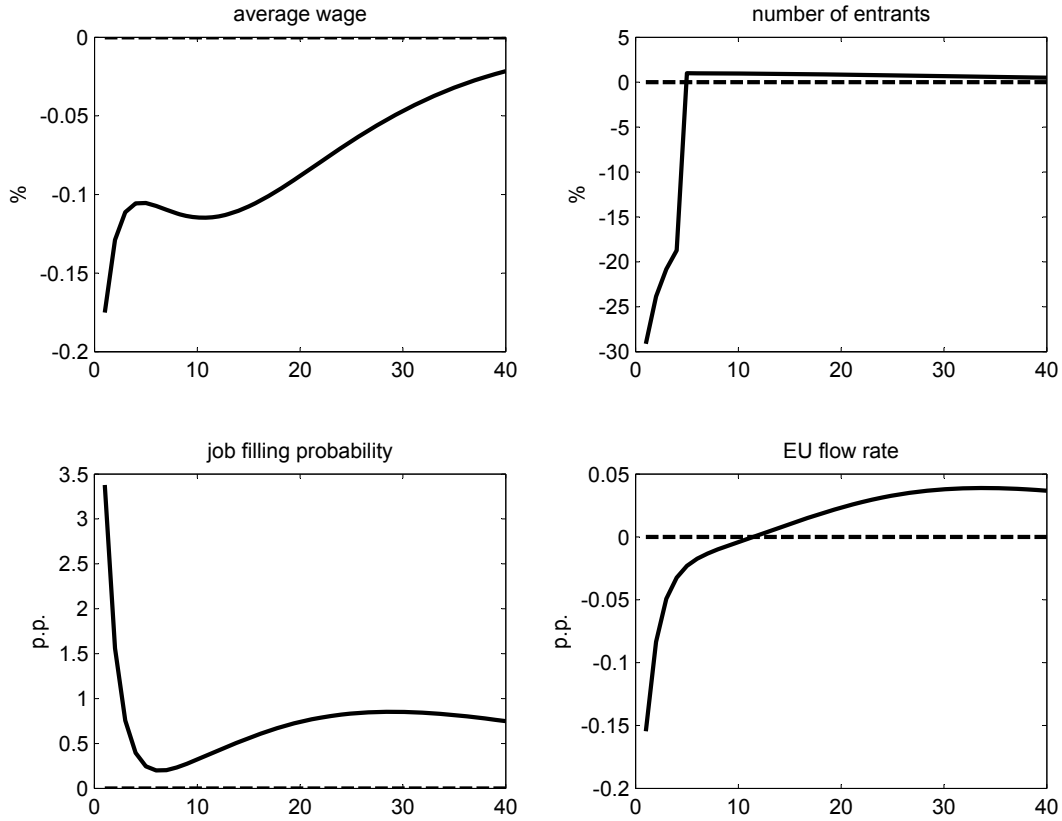 average wage
0
-0.05
-0.1
-0.15
-0.2
%
0 10 20 30 40
number of entrants
5
0
-5
-10
-15
-20
-25
-30
%
0 10 20 30 40
job filling probability
3.5
3
2.5
2
1.5
1
0.5
0
p.p.
0 10 20 30 40
EU flow rate
0.05
0
-0.05
-0.1
-0.15
-0.2
p.p.
0 10 20 30 40